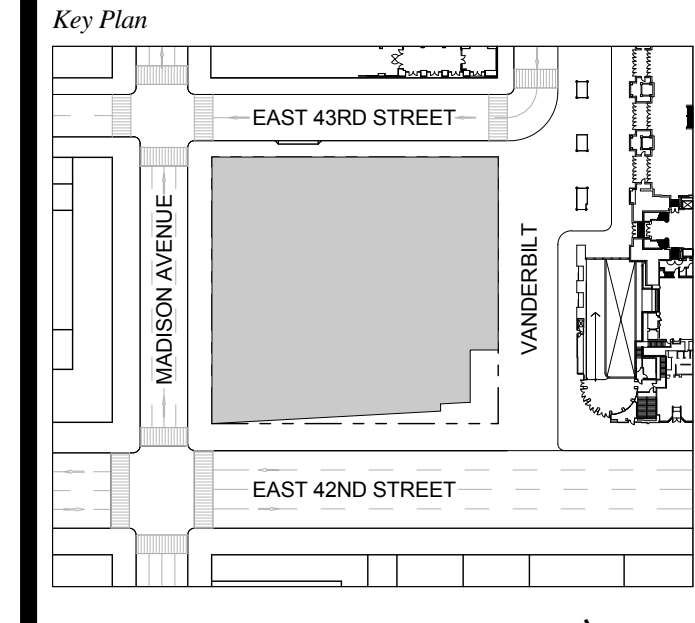 Key Plan
EAST 43RD STREET
MADISON AVENUE
VANDERBILT
EAST 42ND STREET